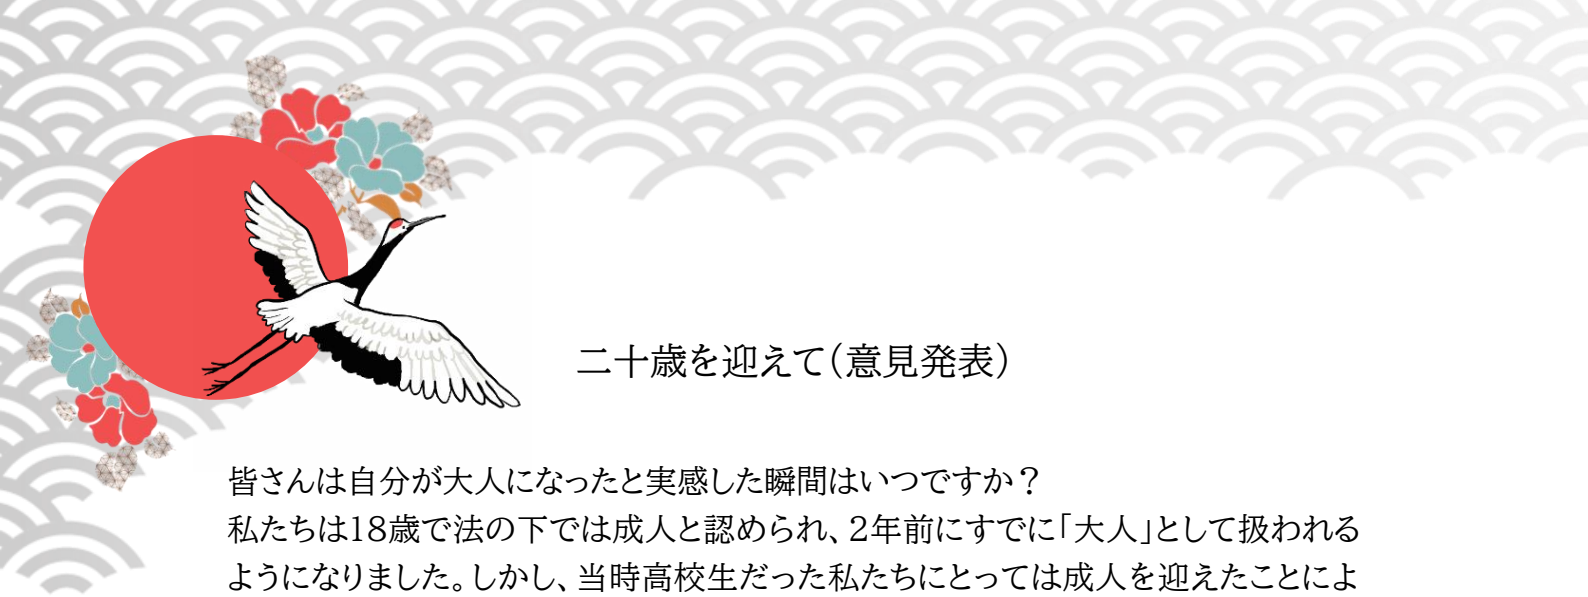 二十歳を迎えて（意見発表）
皆さんは自分が大人になったと実感した瞬間はいつですか？
私たちは18歳で法の下では成人と認められ、2年前にすでに「大人」として扱われる
ようになりました。しかし、当時高校生だった私たちにとっては成人を迎えたことによ